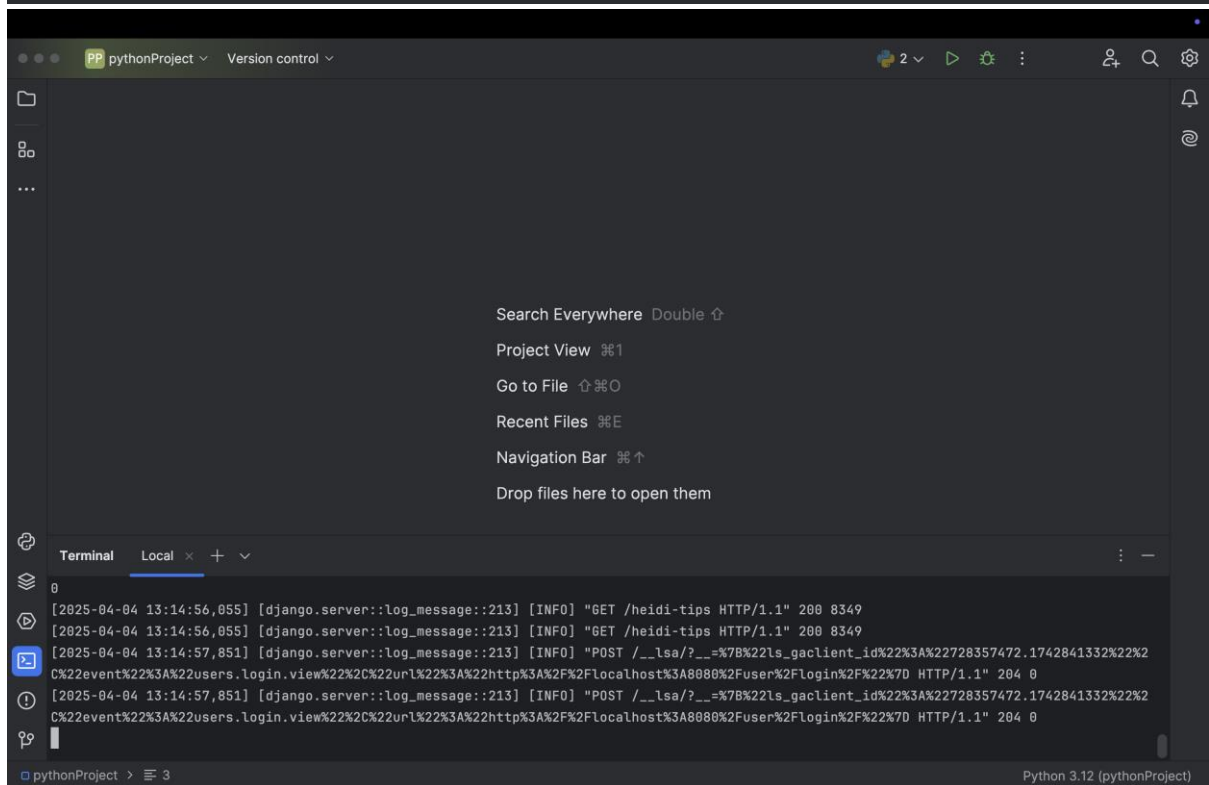 PP pythonProject Version control 2
Search Everywhere Double ⇧
Project View ⌘1
Go to File ⇧⌘O
Recent Files ⌘E
Navigation Bar ⌘↑
Drop files here to open them
Terminal Local × +
0
[2025-04-04 13:14:56,055] [django.server::log_message::213] [INFO] "GET /heidi-tips HTTP/1.1" 200 8349
[2025-04-04 13:14:56,055] [django.server::log_message::213] [INFO] "GET /heidi-tips HTTP/1.1" 200 8349
[2025-04-04 13:14:57,851] [django.server::log_message::213] [INFO] "POST /__lsa/?__=%7B%22ls_gaclient_id%22%3A%22728357472.1742841332%22%2
C%22event%22%3A%22users.login.view%22%2C%22url%22%3A%22http%3A%2F%2Flocalhost%3A8080%2Fuser%2Flogin%2F%22%7D HTTP/1.1" 204 0
[2025-04-04 13:14:57,851] [django.server::log_message::213] [INFO] "POST /__lsa/?__=%7B%22ls_gaclient_id%22%3A%22728357472.1742841332%22%2
C%22event%22%3A%22users.login.view%22%2C%22url%22%3A%22http%3A%2F%2Flocalhost%3A8080%2Fuser%2Flogin%2F%22%7D HTTP/1.1" 204 0
pythonProject > 3 Python 3.12 (pythonProject)